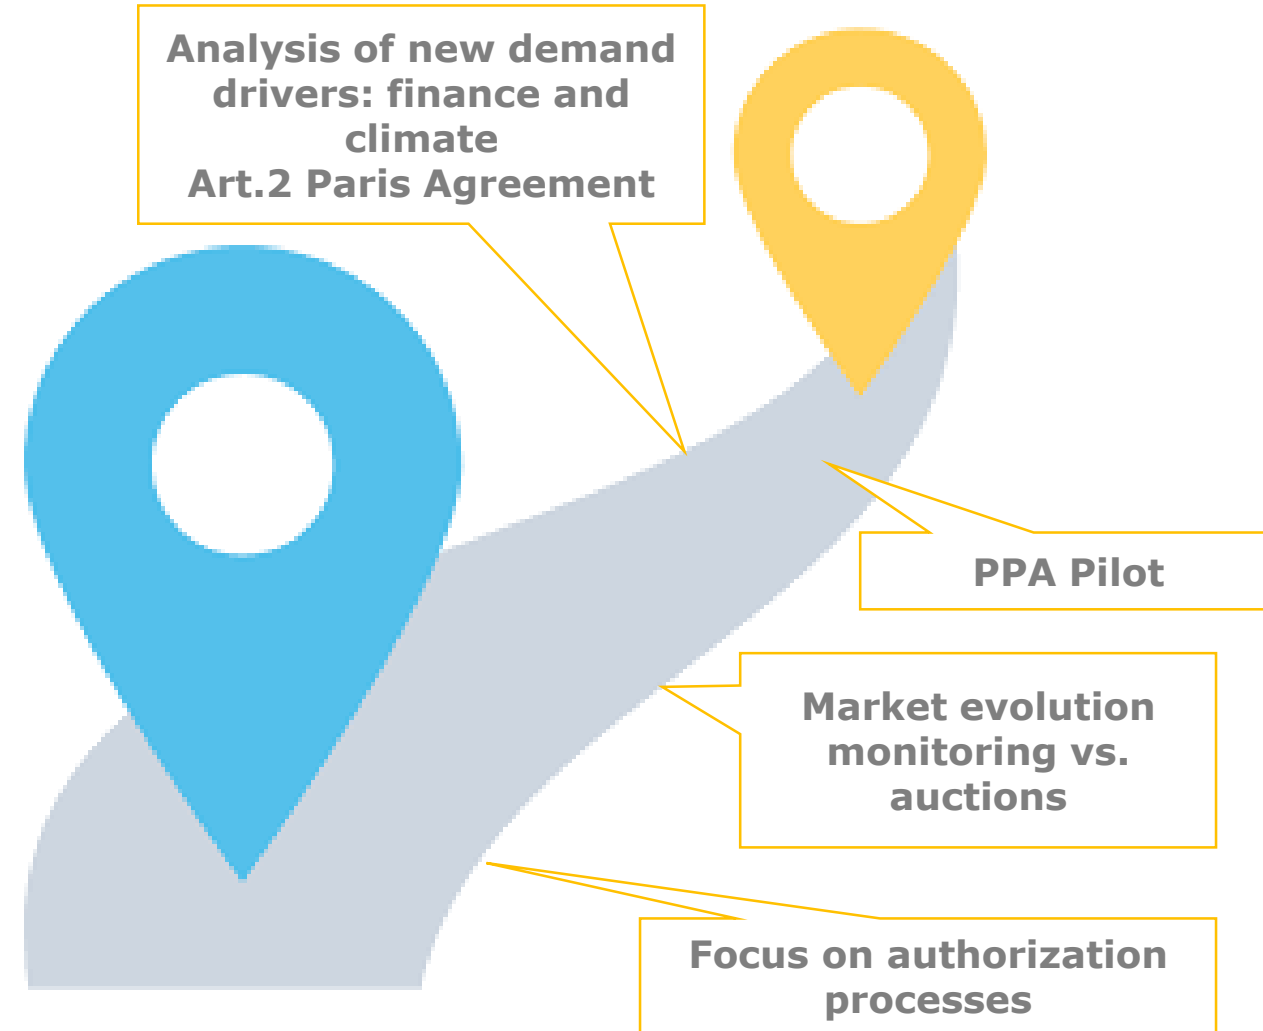 Analysis of new demand
drivers: finance and
climate
Art.2 Paris Agreement
PPA Pilot
Market evolution
monitoring vs.
auctions
Focus on authorization
processes